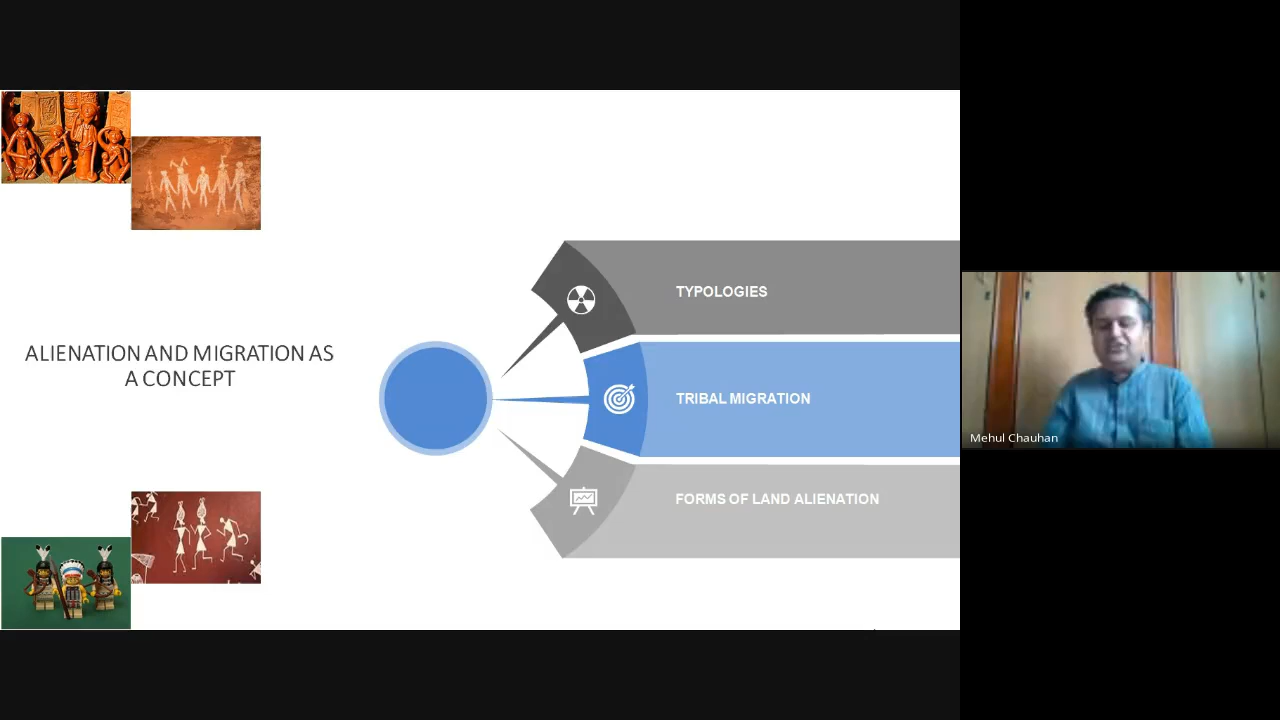 ALIENATION AND MIGRATION AS
A CONCEPT
TYPOLOGIES
TRIBAL MIGRATION
FORMS OF LAND ALIENATION
Mehul Chauhan